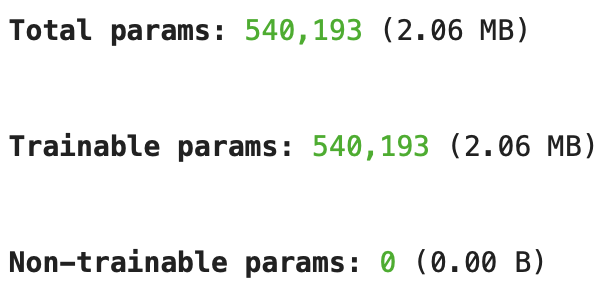 Total params: 540,193 (2.06 MB)
Trainable params: 540,193 (2.06 MB)
Non-trainable params: 0 (0.00 B)